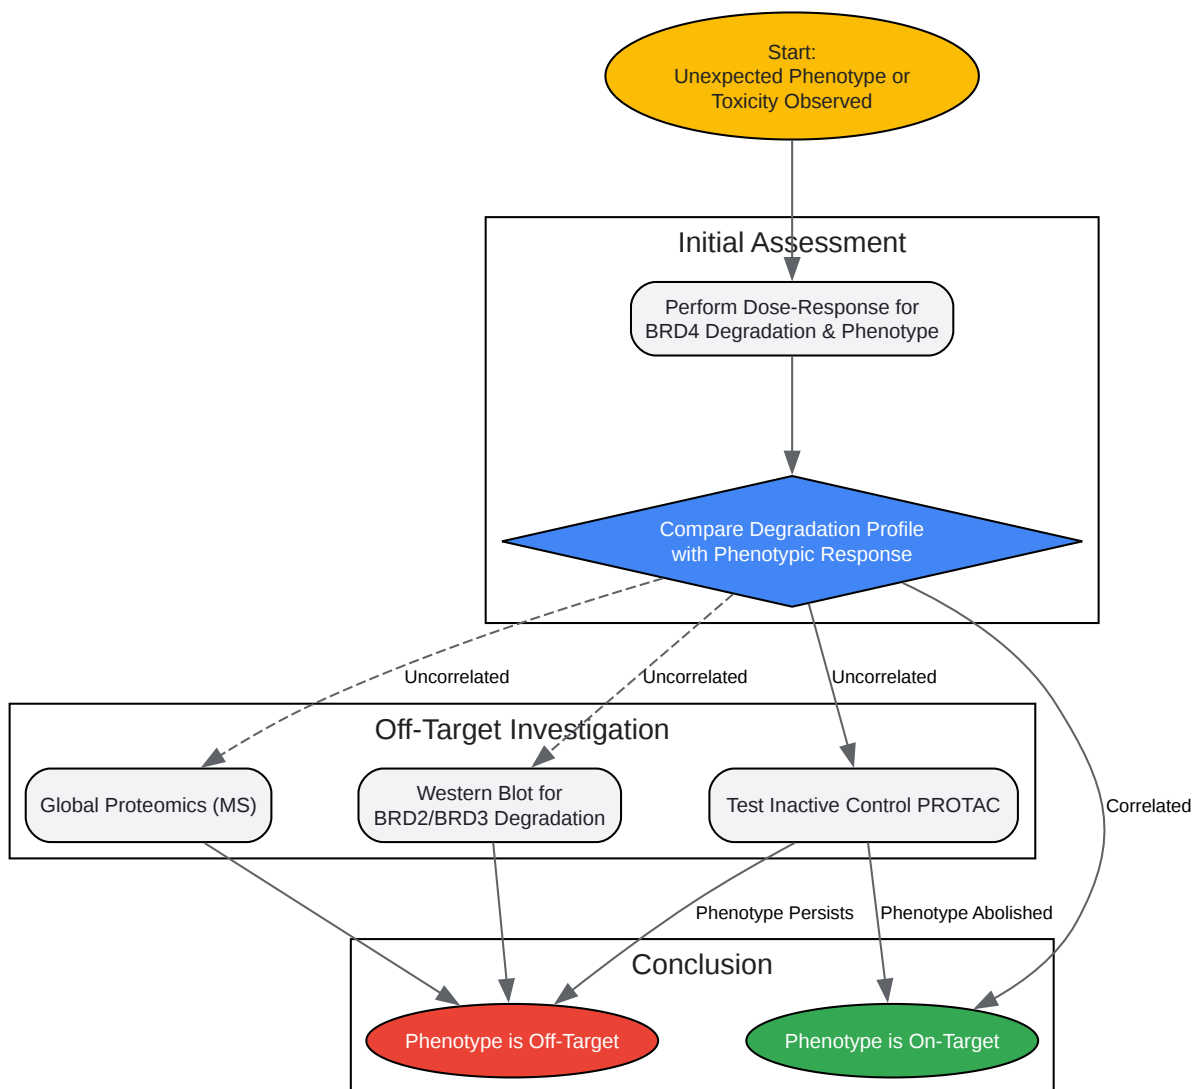 Start:
Unexpected Phenotype or
Toxicity Observed
Initial Assessment
Perform Dose-Response for
BRD4 Degradation & Phenotype
Compare Degradation Profile
with Phenotypic Response
Uncorrelated
Uncorrelated
Uncorrelated
Correlated
Off-Target Investigation
Global Proteomics (MS)
Western Blot for
BRD2/BRD3 Degradation
Test Inactive Control PROTAC
Phenotype Persists
Phenotype Abolished
Conclusion
Phenotype is Off-Target
Phenotype is On-Target